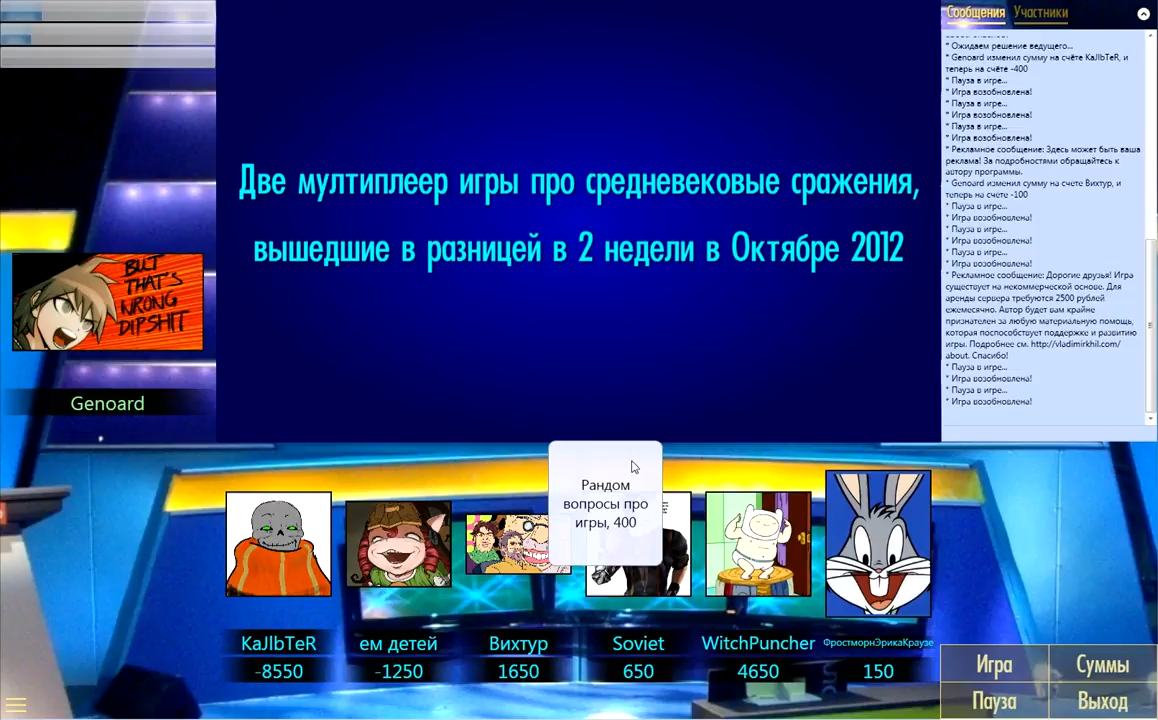 Две мултиплеер игры про средневековые сражения,
вышедшие в разницей в 2 недели в Октябре 2012
BUT
THAT'S
WRONG
DIPSHIT
Genoard
Сообщения Участники
* Ожидаем решение ведущего...
* Genoard изменил сумму на счёте KaJIbTeR, и
теперь на счёте -400
* Пауза в игре...
* Игра возобновлена!
* Пауза в игре...
* Игра возобновлена!
* Пауза в игре...
* Игра возобновлена!
* Рекламное сообщение: Здесь может быть ваша
реклама! За подробностями обращайтесь к
автору программы.
* Genoard изменил сумму на счёте Вихтур, и
теперь на счёте -100
* Пауза в игре...
* Игра возобновлена!
* Пауза в игре...
* Игра возобновлена!
* Пауза в игре...
* Игра возобновлена!
* Рекламное сообщение: Дорогие друзья! Игра
существует на некоммерческой основе. Для
аренды сервера требуются 2500 рублей
ежемесячно. Автор будет вам крайне
признателен за любую материальную помощь,
которая поспособствует поддержке и развитию
игры. Подробнее см. http://vladimirkhil.com/
about. Спасибо!
* Пауза в игре...
* Игра возобновлена!
* Пауза в игре...
* Игра возобновлена!
Рандом
вопросы про
игры, 400
KaJIbTeR
-8550
ем детей
-1250
Вихтур
1650
Soviet
650
WitchPuncher
4650
ФростморнЭрикаКраузе
150
Игра Суммы
Пауза Выход